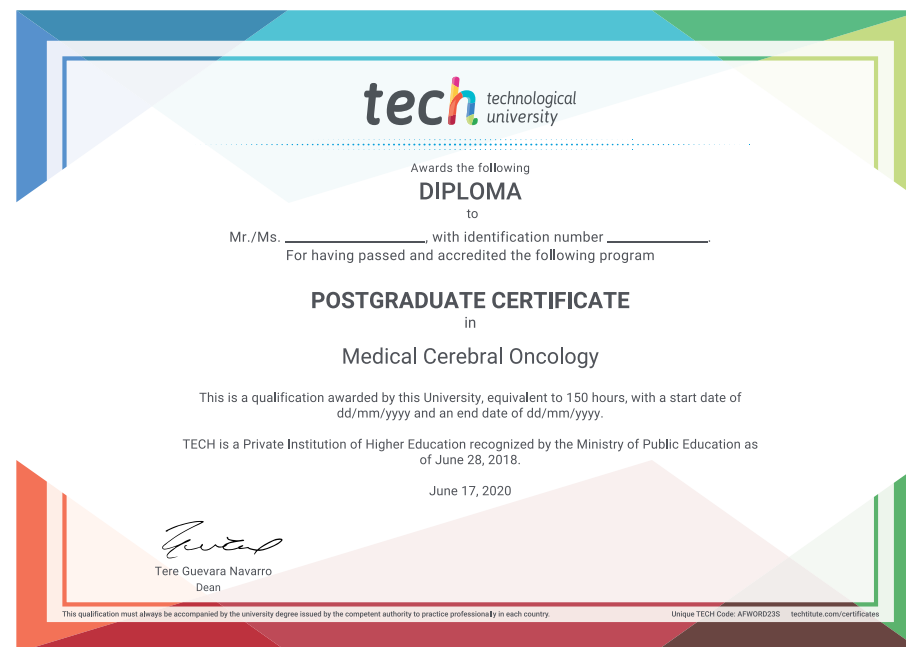 tech technological
university
Awards the following
DIPLOMA
to
Mr./Ms. ____________________, with identification number ______________.
For having passed and accredited the following program
POSTGRADUATE CERTIFICATE
in
Medical Cerebral Oncology
This is a qualification awarded by this University, equivalent to 150 hours, with a start date of
dd/mm/yyyy and an end date of dd/mm/yyyy.
TECH is a Private Institution of Higher Education recognized by the Ministry of Public Education as
of June 28, 2018.
June 17, 2020
Tere Guevara Navarro
Dean
This qualification must always be accompanied by the university degree issued by the competent authority to practice professionally in each country. Unique TECH Code: AFWORD23S techtitute.com/certificates